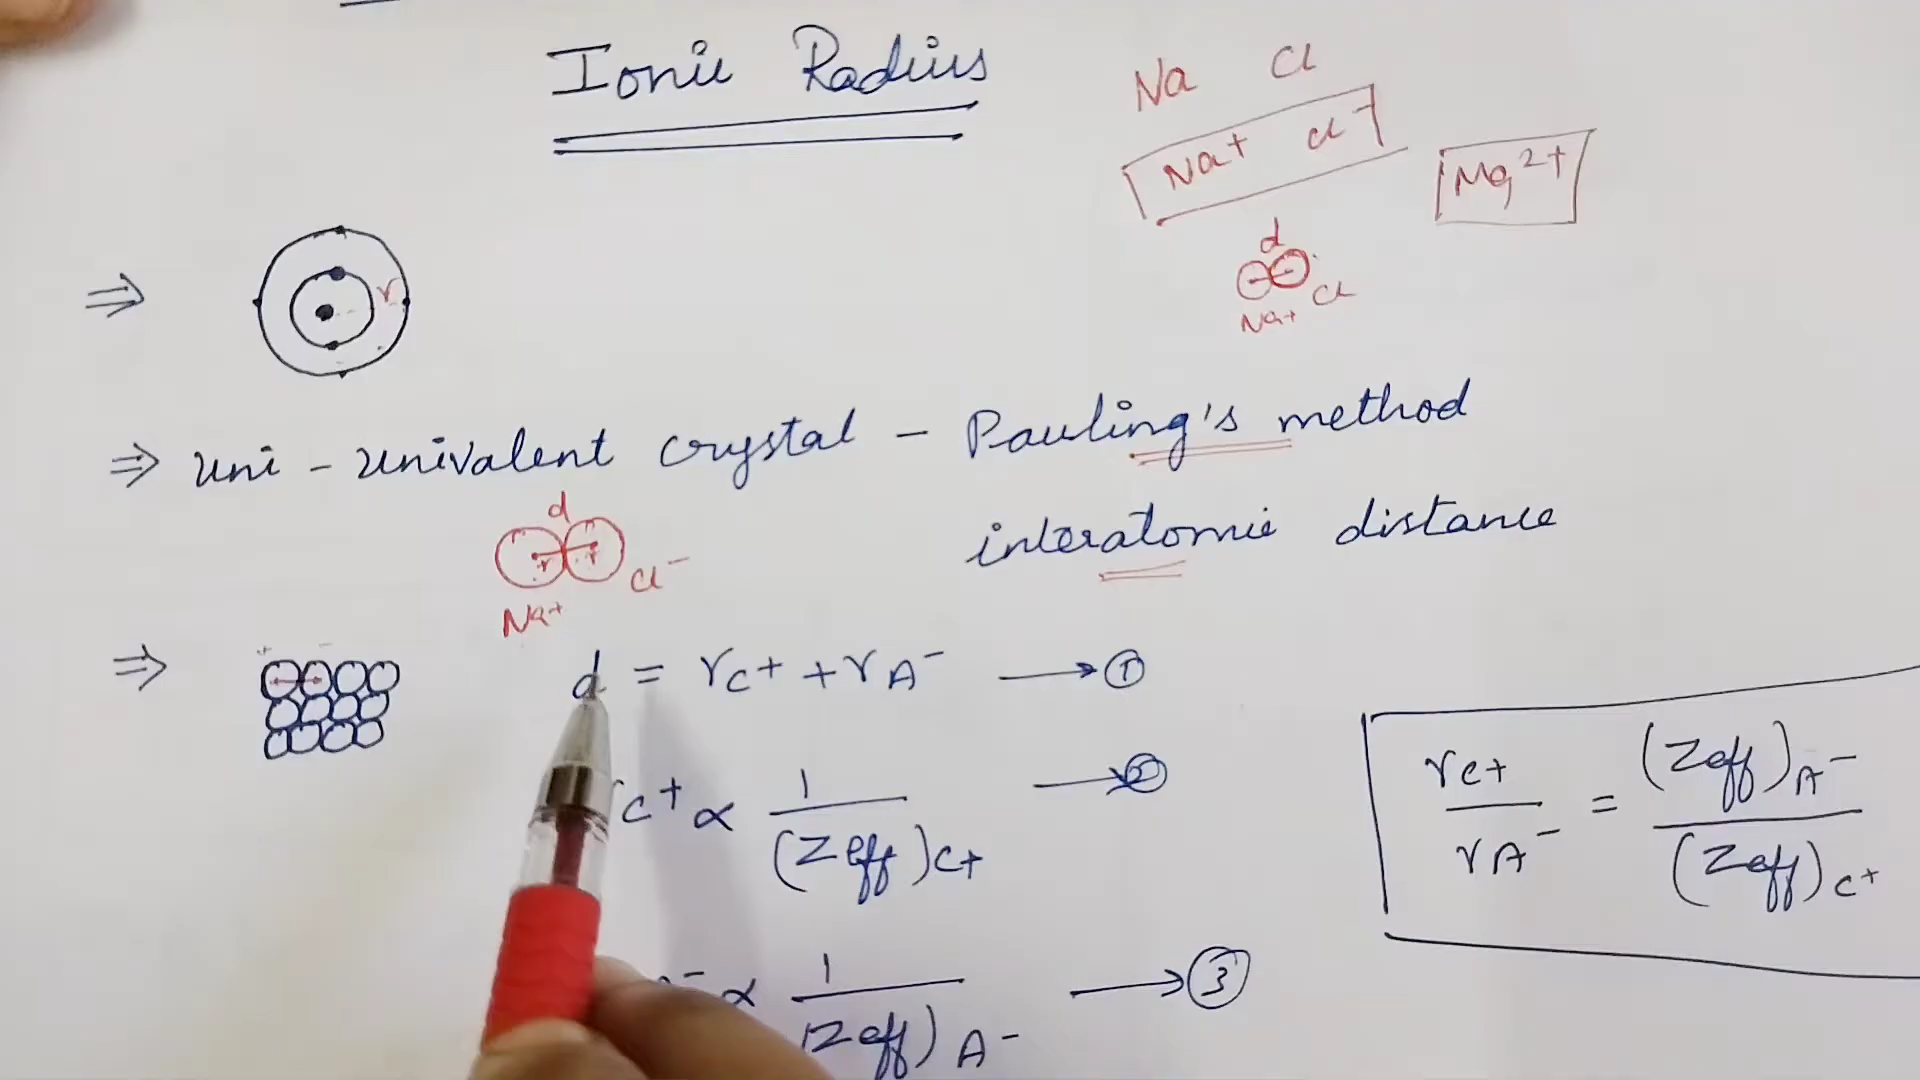 Ionic Radius
Na Cl
Na+ Cl-
Mg2+
d
Na+ Cl
r
⇒ uni - univalent crystal - Pauling's method
interatomic distance
d
r r
Na+ Cl-
+ -
⇒ d = rC+ + rA- → ①
C+ ∝ 1/(Zeff)C+ → ②
- ∝ 1/(Zeff)A- → ③
rC+/rA- = (Zeff)A-/(Zeff)C+